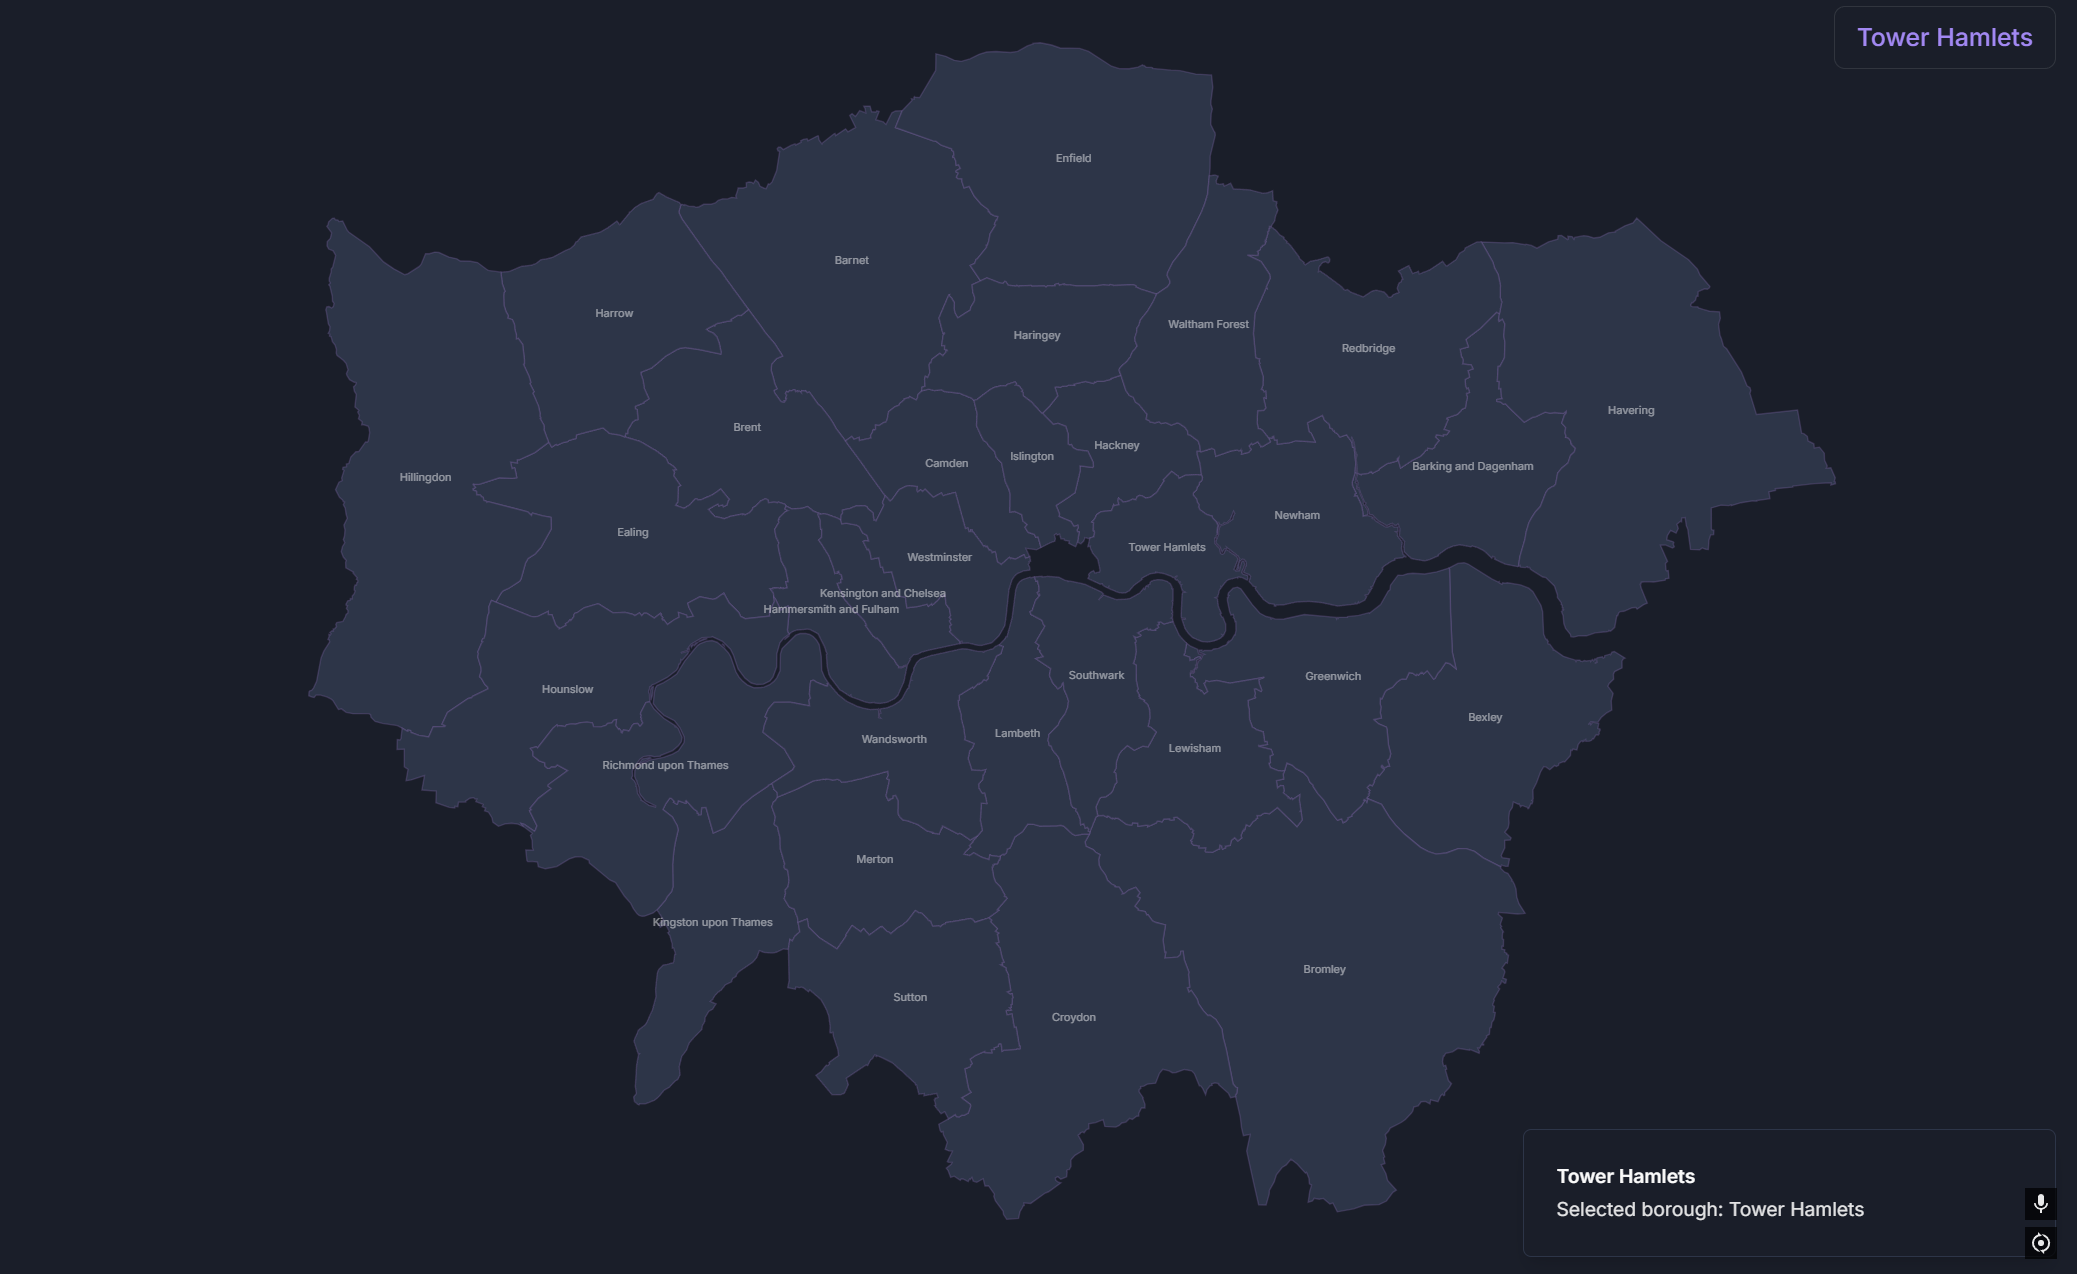 Tower Hamlets
Enfield
Barnet
Harrow
Waltham Forest
Haringey
Redbridge
Havering
Brent
Hackney
Islington
Camden
Barking and Dagenham
Hillingdon
Newham
Ealing
Tower Hamlets
Westminster
Kensington and Chelsea
Hammersmith and Fulham
Southwark
Greenwich
Hounslow
Bexley
Lambeth
Wandsworth
Lewisham
Richmond upon Thames
Merton
Kingston upon Thames
Bromley
Sutton
Croydon
Tower Hamlets
Selected borough: Tower Hamlets